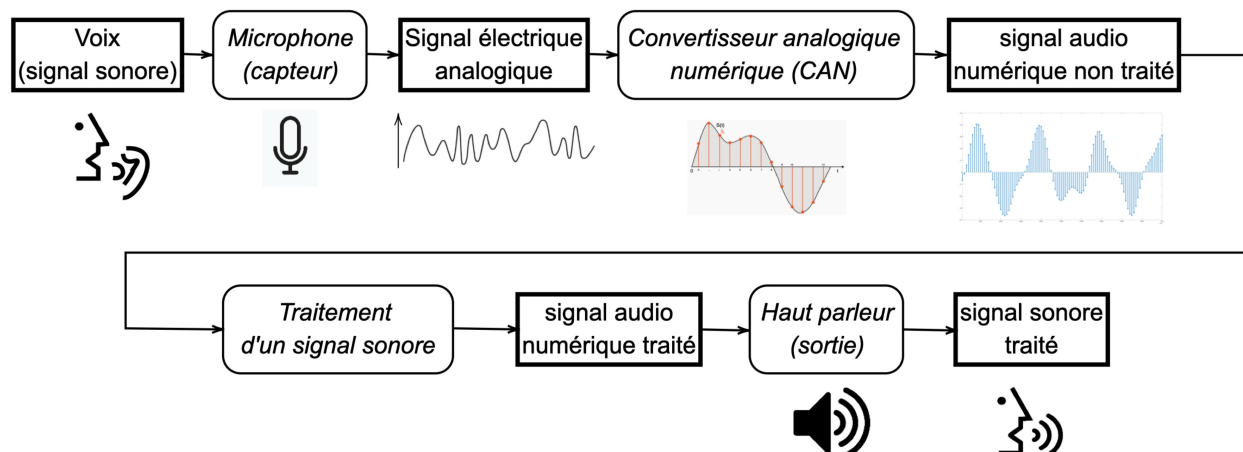 Voix
(signal sonore)
Microphone
(capteur)
Signal électrique
analogique
Convertisseur analogique
numérique (CAN)
signal audio
numérique non traité
Traitement
d'un signal sonore
signal audio
numérique traité
Haut parleur
(sortie)
signal sonore
traité